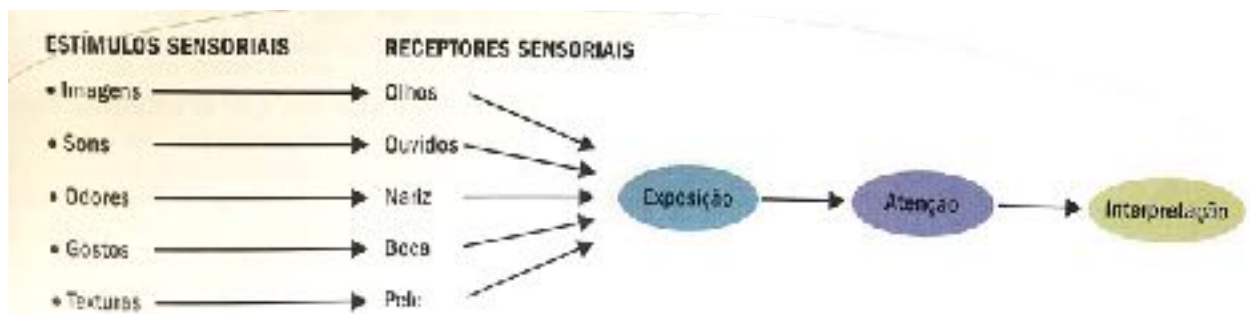 ESTÍMULOS SENSORIAIS RECEPTORES SENSORIAIS
• Imagens Olhos
• Sons Ouvidos
• Odores Nariz Exposição Atenção Interpretação
• Gostos Boca
• Texturas Pele